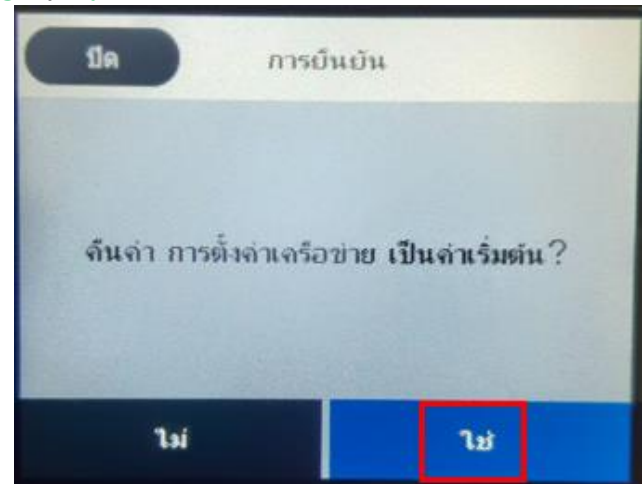 ปิด การยืนยัน
คืนค่า การตั้งค่าเครือข่าย เป็นค่าเริ่มต้น?
ไม่ ใช่